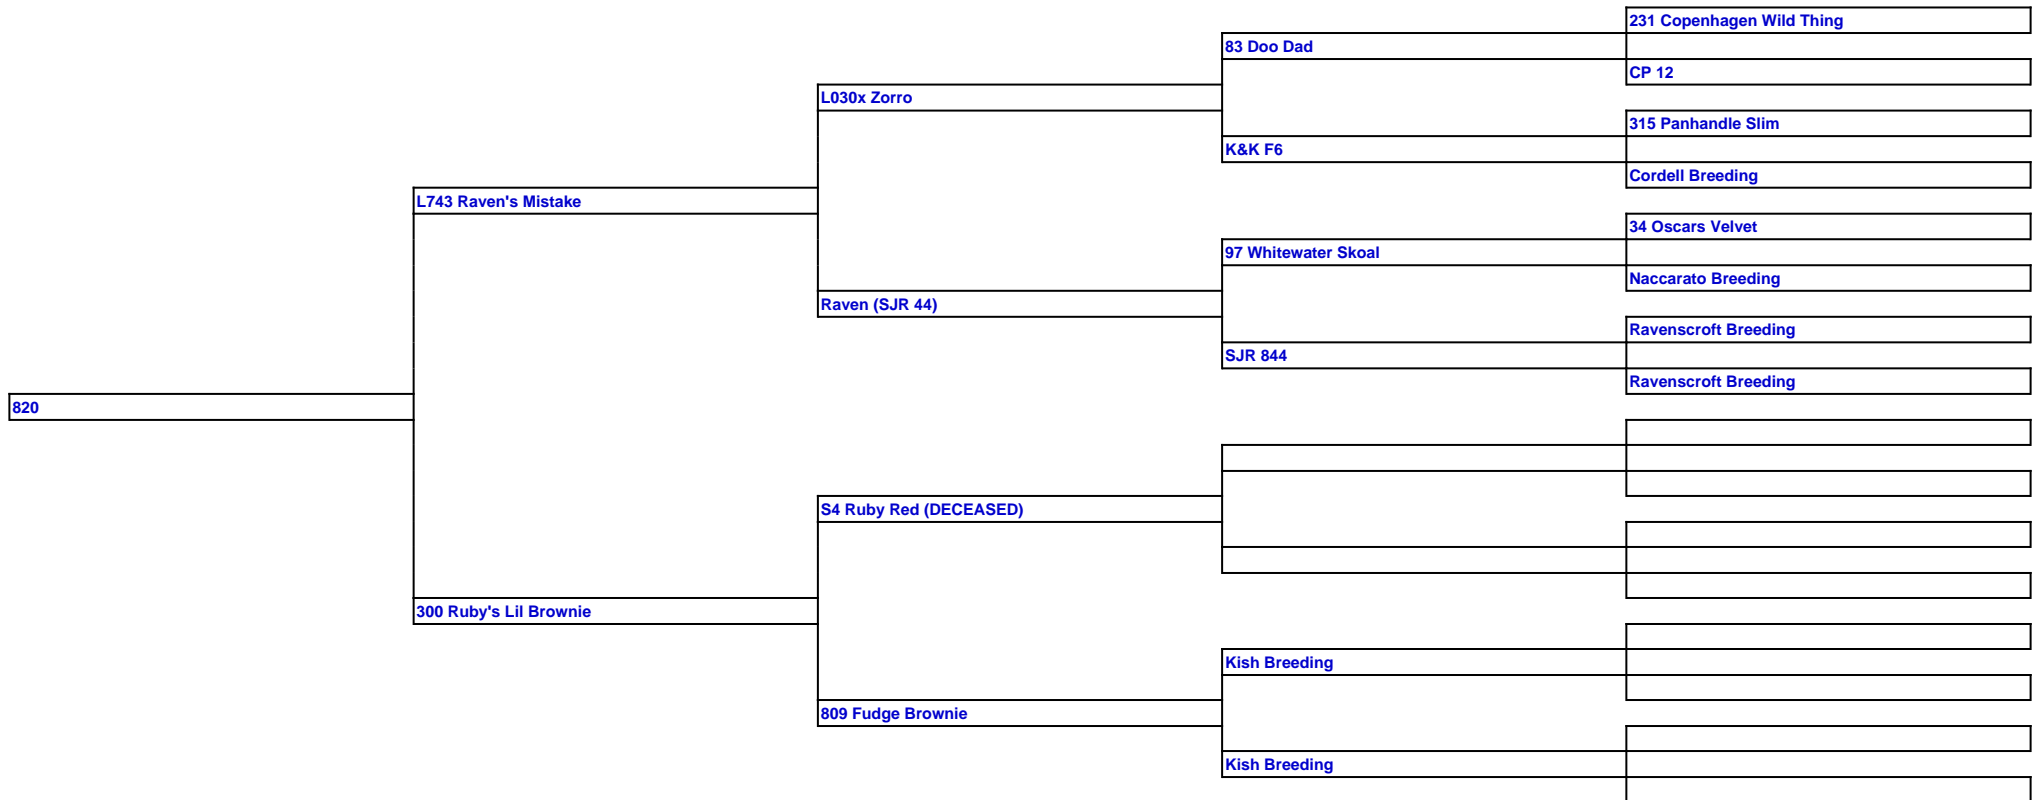 231 Copenhagen Wild Thing
83 Doo Dad
CP 12
L030x Zorro
315 Panhandle Slim
K&K F6
Cordell Breeding
L743 Raven's Mistake
34 Oscars Velvet
97 Whitewater Skoal
Naccarato Breeding
Raven (SJR 44)
Ravenscroft Breeding
SJR 844
Ravenscroft Breeding
820
S4 Ruby Red (DECEASED)
300 Ruby's Lil Brownie
Kish Breeding
809 Fudge Brownie
Kish Breeding